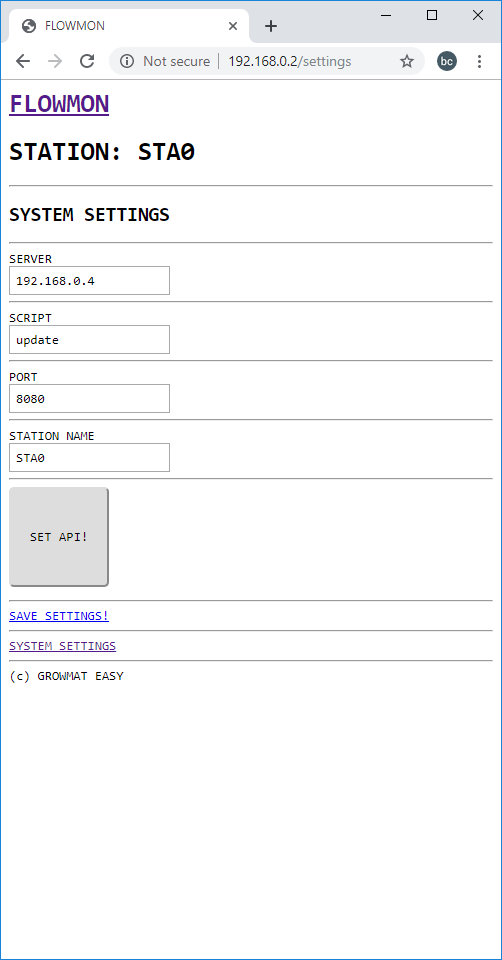 FLOWMON
Not secure
192.168.0.2/settings
bc
FLOWMON
STATION: STA0
SYSTEM SETTINGS
SERVER
192.168.0.4
SCRIPT
update
PORT
8080
STATION NAME
STA0
SET API!
SAVE SETTINGS!
SYSTEM SETTINGS
(c) GROWMAT EASY